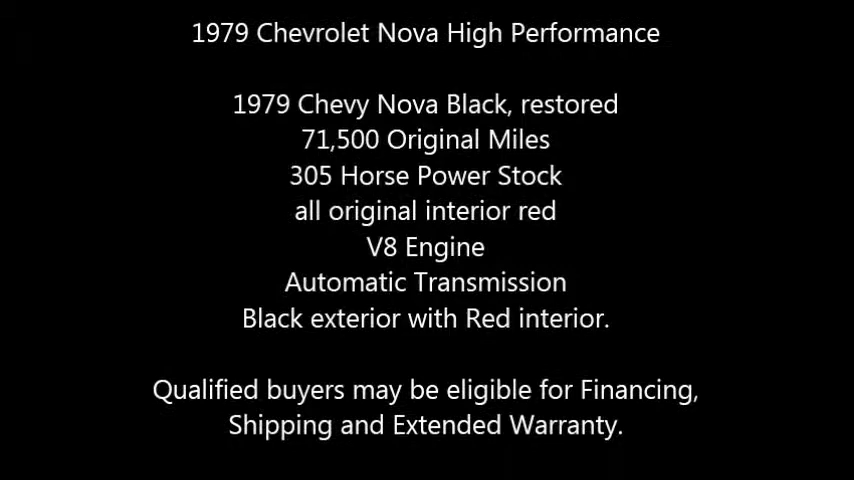 1979 Chevrolet Nova High Performance
1979 Chevy Nova Black, restored
71,500 Original Miles
305 Horse Power Stock
all original interior red
V8 Engine
Automatic Transmission
Black exterior with Red interior.
Qualified buyers may be eligible for Financing,
Shipping and Extended Warranty.